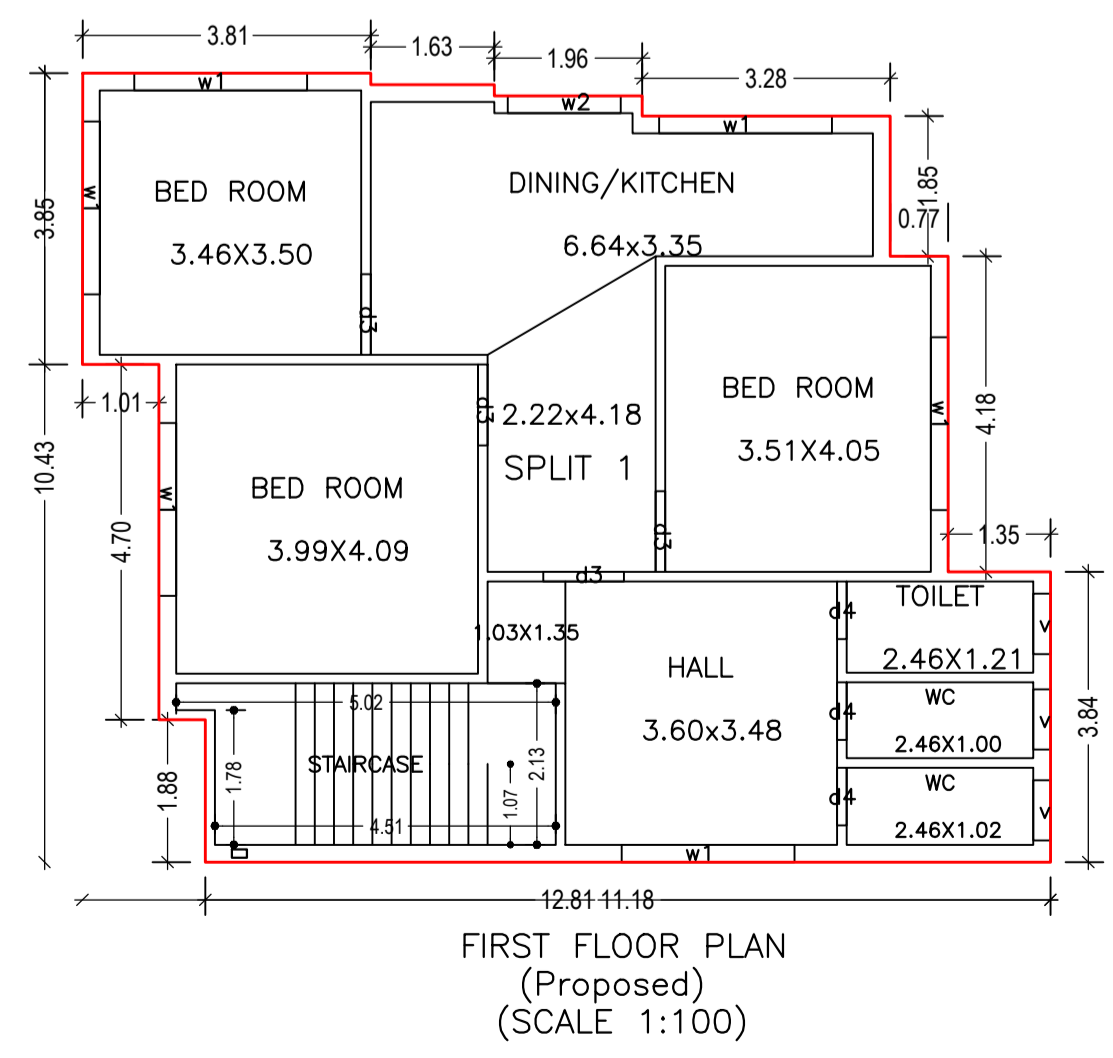 3.81
1.63
1.96
3.28
w1
w2
w1
1.85
0.77
3.85
w1
BED ROOM
3.46X3.50
DINING/KITCHEN
6.64x3.35
d3
1.01
10.43
4.70
w1
BED ROOM
3.99X4.09
d3
2.22x4.18
SPLIT 1
BED ROOM
3.51X4.05
w1
4.18
d3
d3
1.35
1.03X1.35
HALL
3.60x3.48
d4
TOILET
2.46X1.21
v
d4
WC
2.46X1.00
v
d4
WC
2.46X1.02
v
3.84
5.02
STAIRCASE
1.78
2.13
1.07
4.51
1.88
w1
12.81 11.18
FIRST FLOOR PLAN
(Proposed)
(SCALE 1:100)